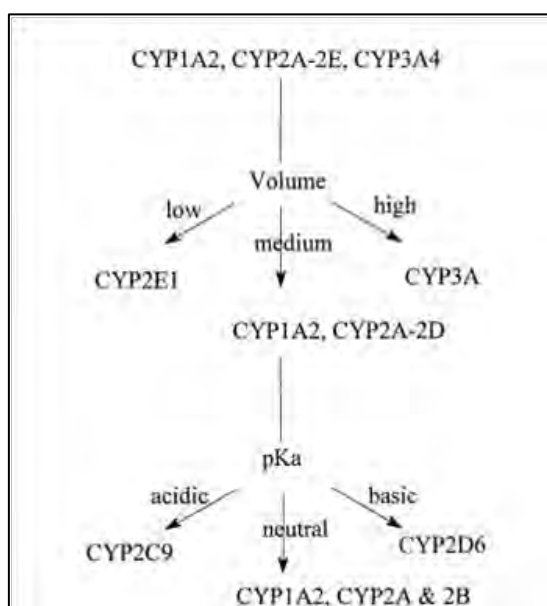 CYP1A2, CYP2A-2E, CYP3A4
Volume
low
high
medium
CYP2E1
CYP3A
CYP1A2, CYP2A-2D
pKa
acidic
basic
neutral
CYP2C9
CYP2D6
CYP1A2, CYP2A & 2B